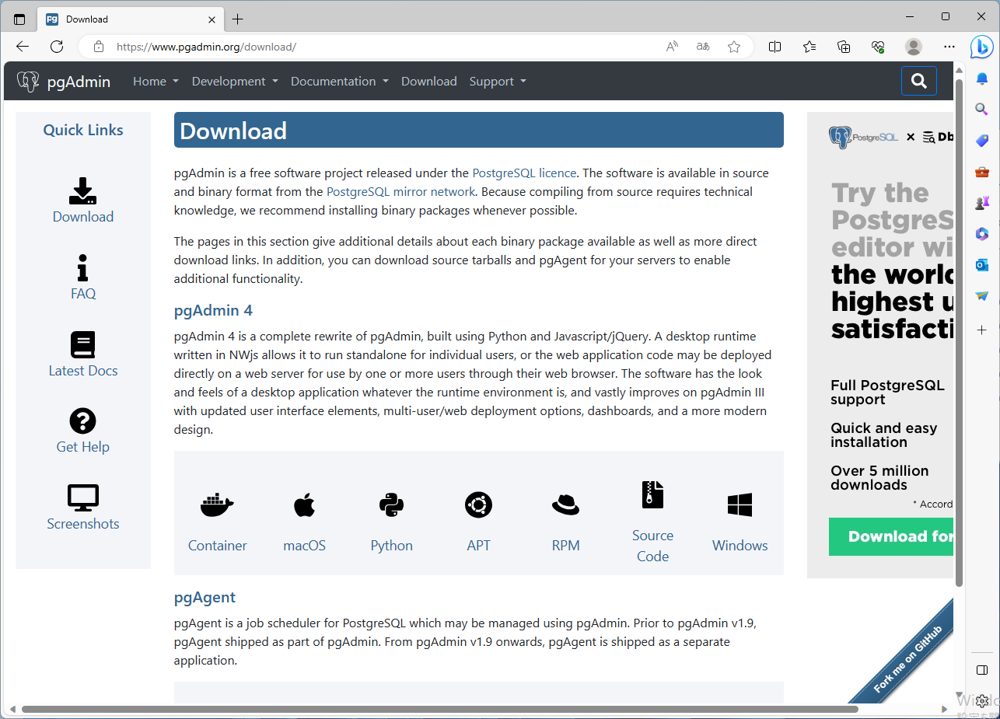 Download
https://www.pgadmin.org/download/
pgAdmin
Home
Development
Documentation
Download
Support
Quick Links
Download
FAQ
Latest Docs
Get Help
Screenshots
Download
pgAdmin is a free software project released under the PostgreSQL licence. The software is available in source
and binary format from the PostgreSQL mirror network. Because compiling from source requires technical
knowledge, we recommend installing binary packages whenever possible.
The pages in this section give additional details about each binary package available as well as more direct
download links. In addition, you can download source tarballs and pgAgent for your servers to enable
additional functionality.
pgAdmin 4
pgAdmin 4 is a complete rewrite of pgAdmin, built using Python and Javascript/jQuery. A desktop runtime
written in NWjs allows it to run standalone for individual users, or the web application code may be deployed
directly on a web server for use by one or more users through their web browser. The software has the look
and feels of a desktop application whatever the runtime environment is, and vastly improves on pgAdmin III
with updated user interface elements, multi-user/web deployment options, dashboards, and a more modern
design.
Container
macOS
Python
APT
RPM
Source
Code
Windows
pgAgent
pgAgent is a job scheduler for PostgreSQL which may be managed using pgAdmin. Prior to pgAdmin v1.9,
pgAgent shipped as part of pgAdmin. From pgAdmin v1.9 onwards, pgAgent is shipped as a separate
application.
PostgreSQL × Db
Try the
PostgreS
editor wi
the world
highest u
satisfacti
Full PostgreSQL
support
Quick and easy
installation
Over 5 million
downloads
* Accord
Download for
Fork me on GitHub